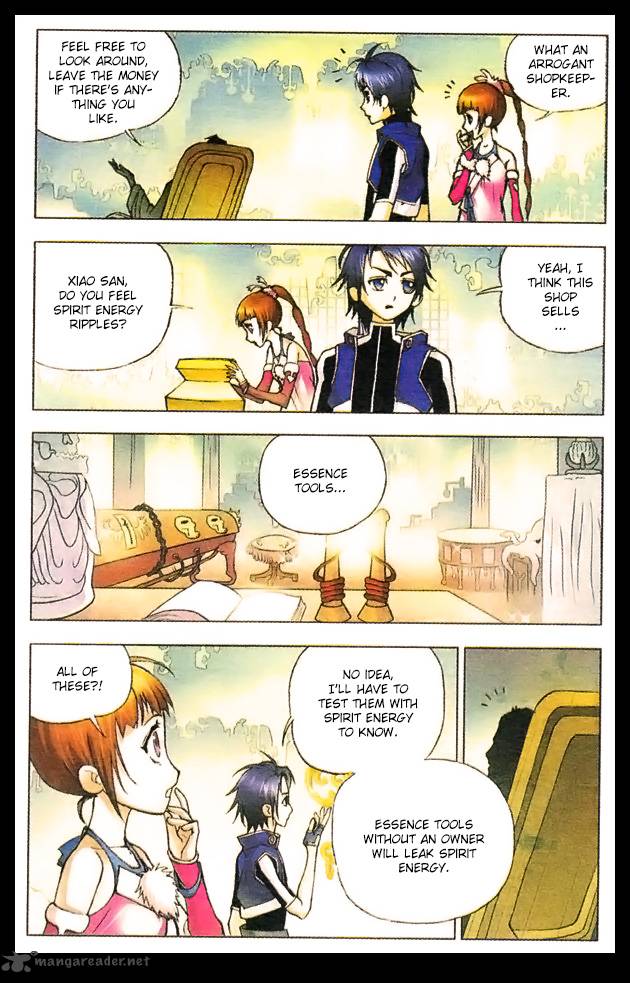 FEEL FREE TO
LOOK AROUND,
LEAVE THE MONEY
IF THERE'S ANY-
THING YOU
LIKE.
WHAT AN
ARROGANT
SHOPKEEP-
ER.
XIAO SAN,
DO YOU FEEL
SPIRIT ENERGY
RIPPLES?
YEAH, I
THINK THIS
SHOP
SELLS
...
ESSENCE
TOOLS...
ALL OF
THESE?!
NO IDEA,
I'LL HAVE TO
TEST THEM WITH
SPIRIT ENERGY
TO KNOW.
ESSENCE TOOLS
WITHOUT AN OWNER
WILL LEAK SPIRIT
ENERGY.
mangareader.net